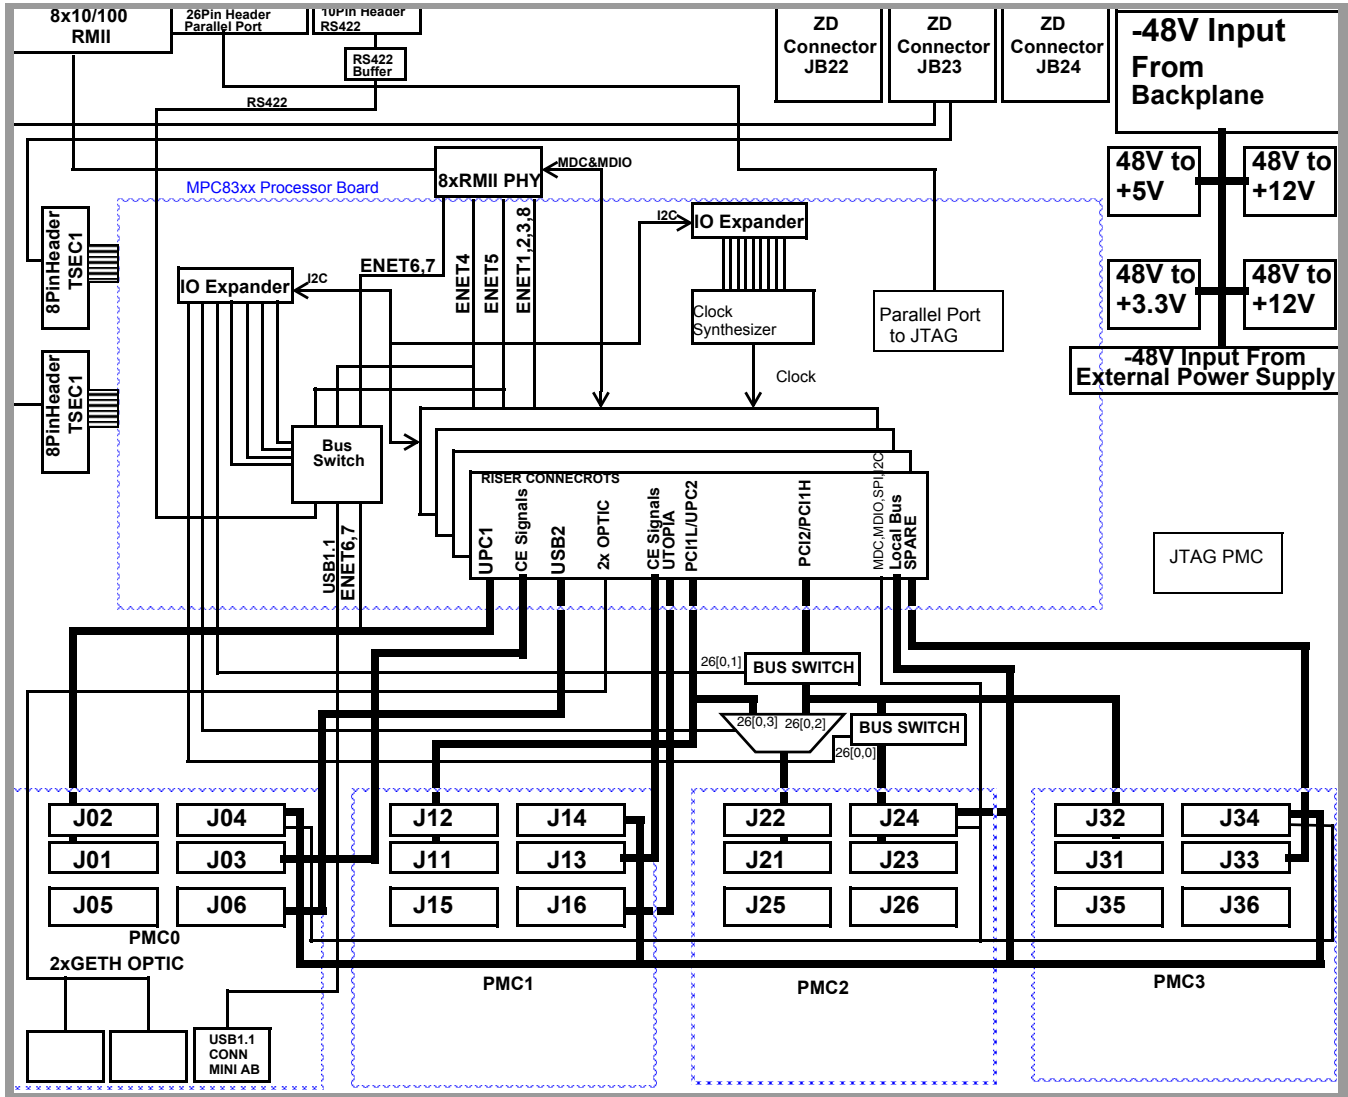 8x10/100
RMII
26Pin Header
Parallel Port
10Pin Header
RS422
RS422
Buffer
RS422
ZD
Connector
JB22
ZD
Connector
JB23
ZD
Connector
JB24
-48V Input
From
Backplane
48V to
+5V
48V to
+12V
48V to
+3.3V
48V to
+12V
-48V Input From
External Power Supply
MPC83xx Processor Board
8xRMII PHY
MDC&MDIO
8PinHeader
TSEC1
8PinHeader
TSEC1
IO Expander
I2C
ENET6,7
ENET4
ENET5
ENET1,2,3,8
I2C
IO Expander
Clock
Synthesizer
Clock
Parallel Port
to JTAG
Bus
Switch
USB1.1
ENET6,7
RISER CONNECROTS
UPC1
CE Signals
USB2
2x OPTIC
CE Signals
UTOPIA
PCI1L/UPC2
PCI2/PCI1H
MDC,MDIO,SPI,I2C
Local Bus
SPARE
JTAG PMC
26[0,1]
BUS SWITCH
26[0,3]
26[0,2]
BUS SWITCH
26[0,0]
J02
J04
J01
J03
J05
J06
PMC0
J12
J14
J11
J13
J15
J16
PMC1
J22
J24
J21
J23
J25
J26
PMC2
J32
J34
J31
J33
J35
J36
PMC3
2xGETH OPTIC
USB1.1
CONN
MINI AB